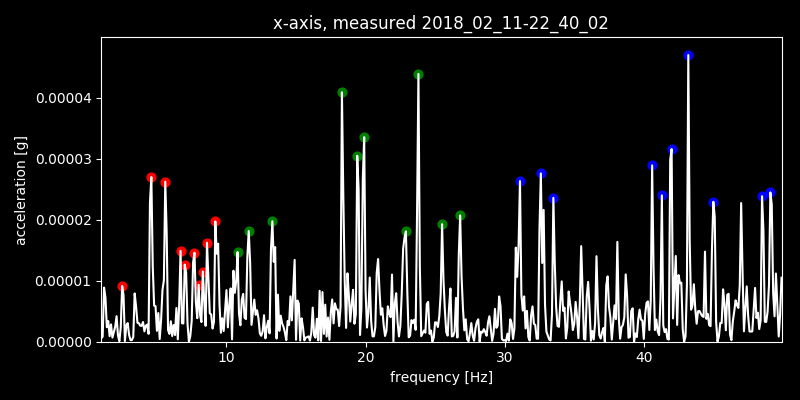 x-axis, measured 2018_02_11-22_40_02
acceleration [g]
0.00004
0.00003
0.00002
0.00001
0.00000
10 20 30 40
frequency [Hz]